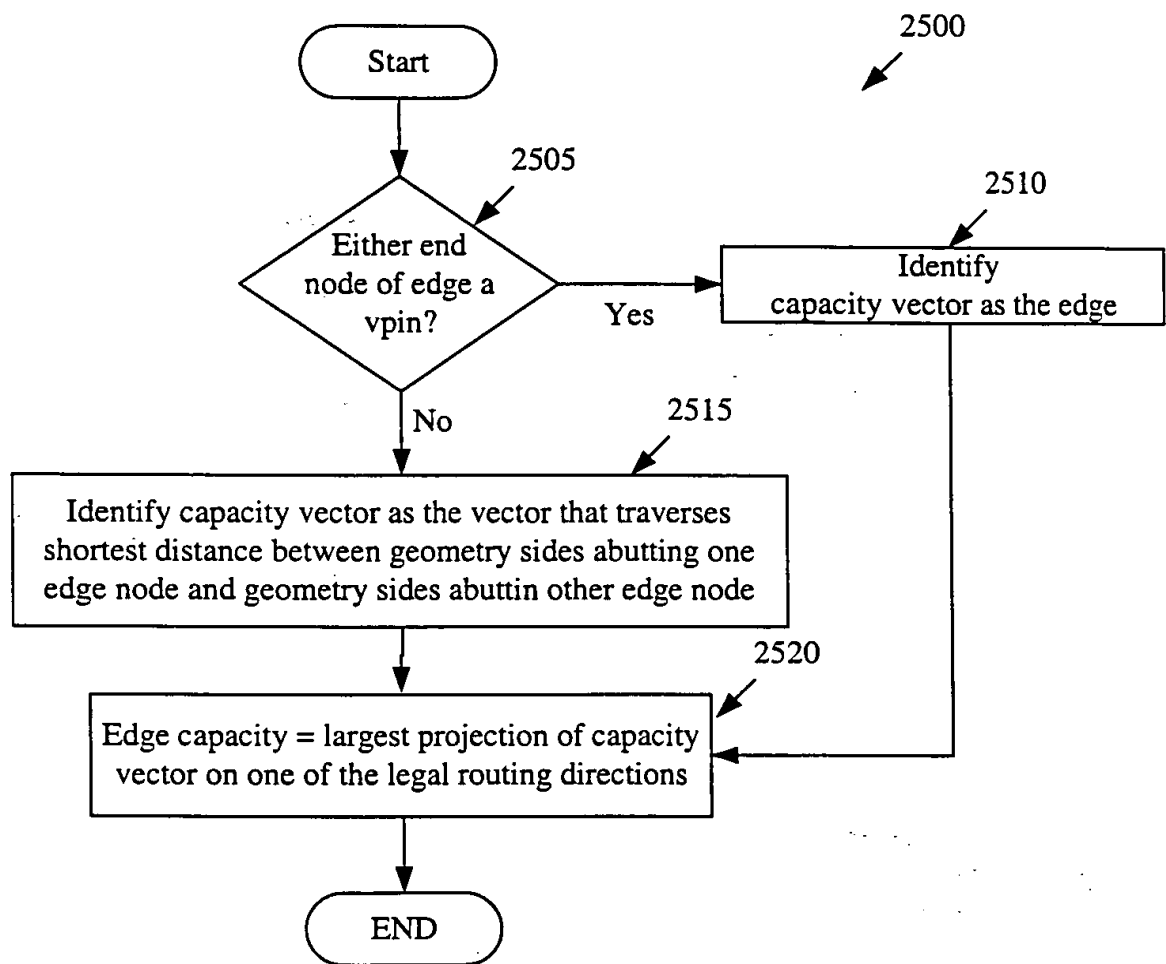 2500
Start
2505
Either end
node of edge a
vpin?
Yes
2510
Identify
capacity vector as the edge
No
2515
Identify capacity vector as the vector that traverses
shortest distance between geometry sides abutting one
edge node and geometry sides abuttin other edge node
2520
Edge capacity = largest projection of capacity
vector on one of the legal routing directions
END